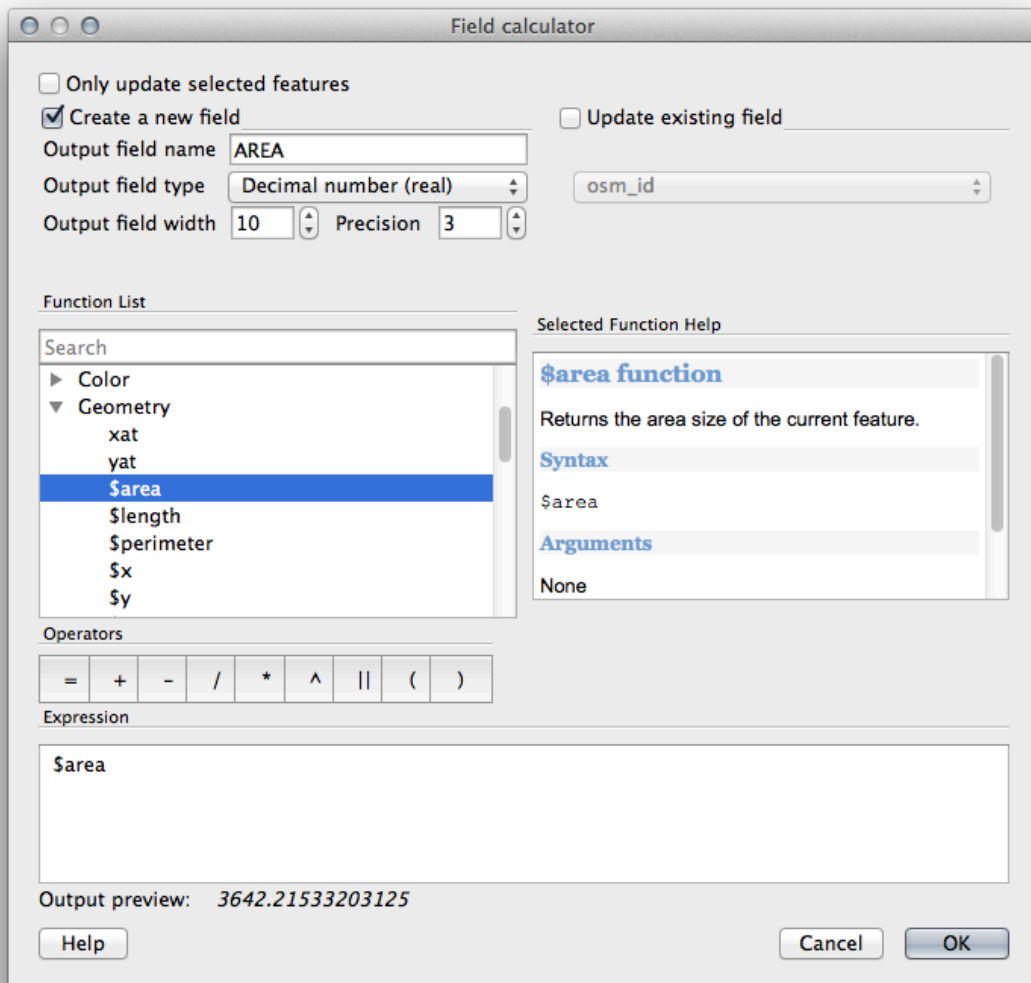 Field calculator
Only update selected features
Create a new field
Update existing field
Output field name AREA
Output field type Decimal number (real)
osm_id
Output field width 10 Precision 3
Function List
Selected Function Help
Search
Color
Geometry
xat
yat
$area
$length
$perimeter
$x
$y
$area function
Returns the area size of the current feature.
Syntax
$area
Arguments
None
Operators
= + - / * ^ || ( )
Expression
$area
Output preview: 3642.21533203125
Help Cancel OK